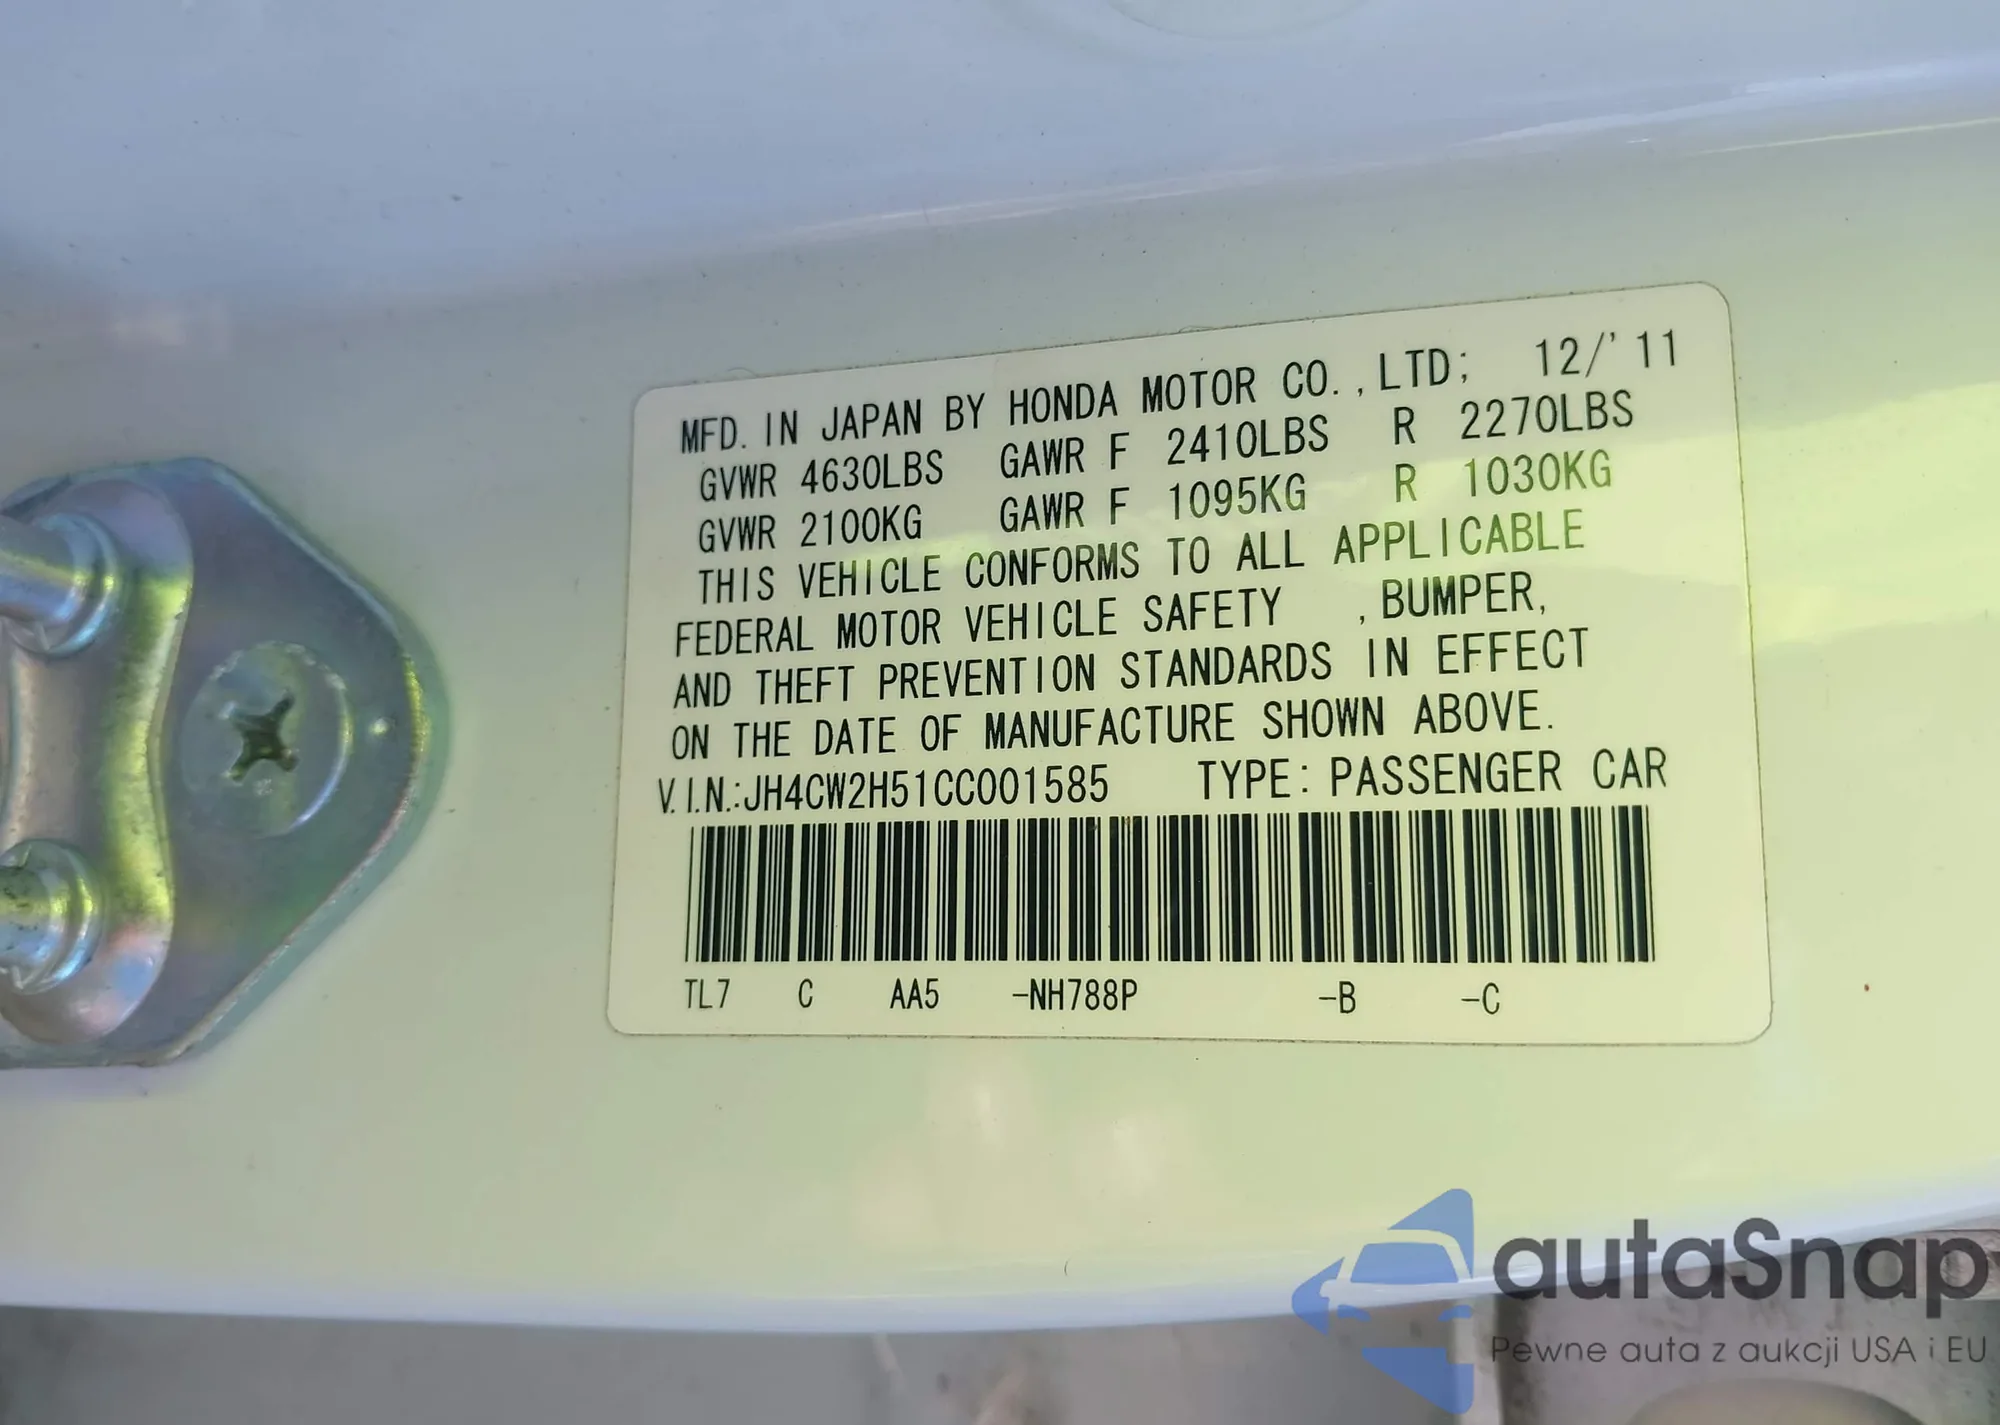 MFD. IN JAPAN BY HONDA MOTOR CO.,LTD; 12/'11
GVWR 4630LBS GAWR F 2410LBS R 2270LBS
GVWR 2100KG GAWR F 1095KG R 1030KG
THIS VEHICLE CONFORMS TO ALL APPLICABLE
FEDERAL MOTOR VEHICLE SAFETY , BUMPER,
AND THEFT PREVENTION STANDARDS IN EFFECT
ON THE DATE OF MANUFACTURE SHOWN ABOVE.
V.I.N.:JH4CW2H51CC001585 TYPE: PASSENGER CAR
TL7 C AA5 -NH788P -B -C
autaSnap
Pewne auta z aukcji USA i EU